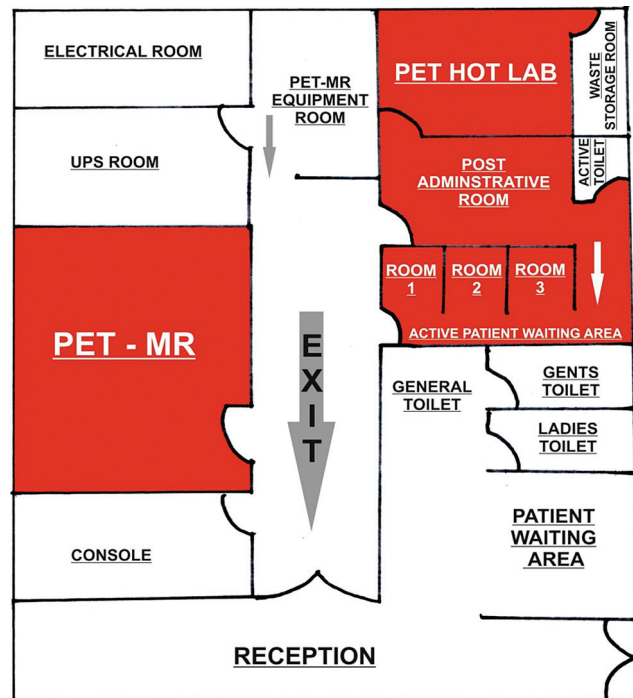 ELECTRICAL ROOM
PET-MR
EQUIPMENT
ROOM
PET HOT LAB
WASTE
STORAGE ROOM
UPS ROOM
POST
ADMINSTRATIVE
ROOM
ACTIVE
TOILET
ROOM
1
ROOM
2
ROOM
3
ACTIVE PATIENT WAITING AREA
PET - MR
EXIT
GENERAL
TOILET
GENTS
TOILET
LADIES
TOILET
CONSOLE
PATIENT
WAITING
AREA
RECEPTION